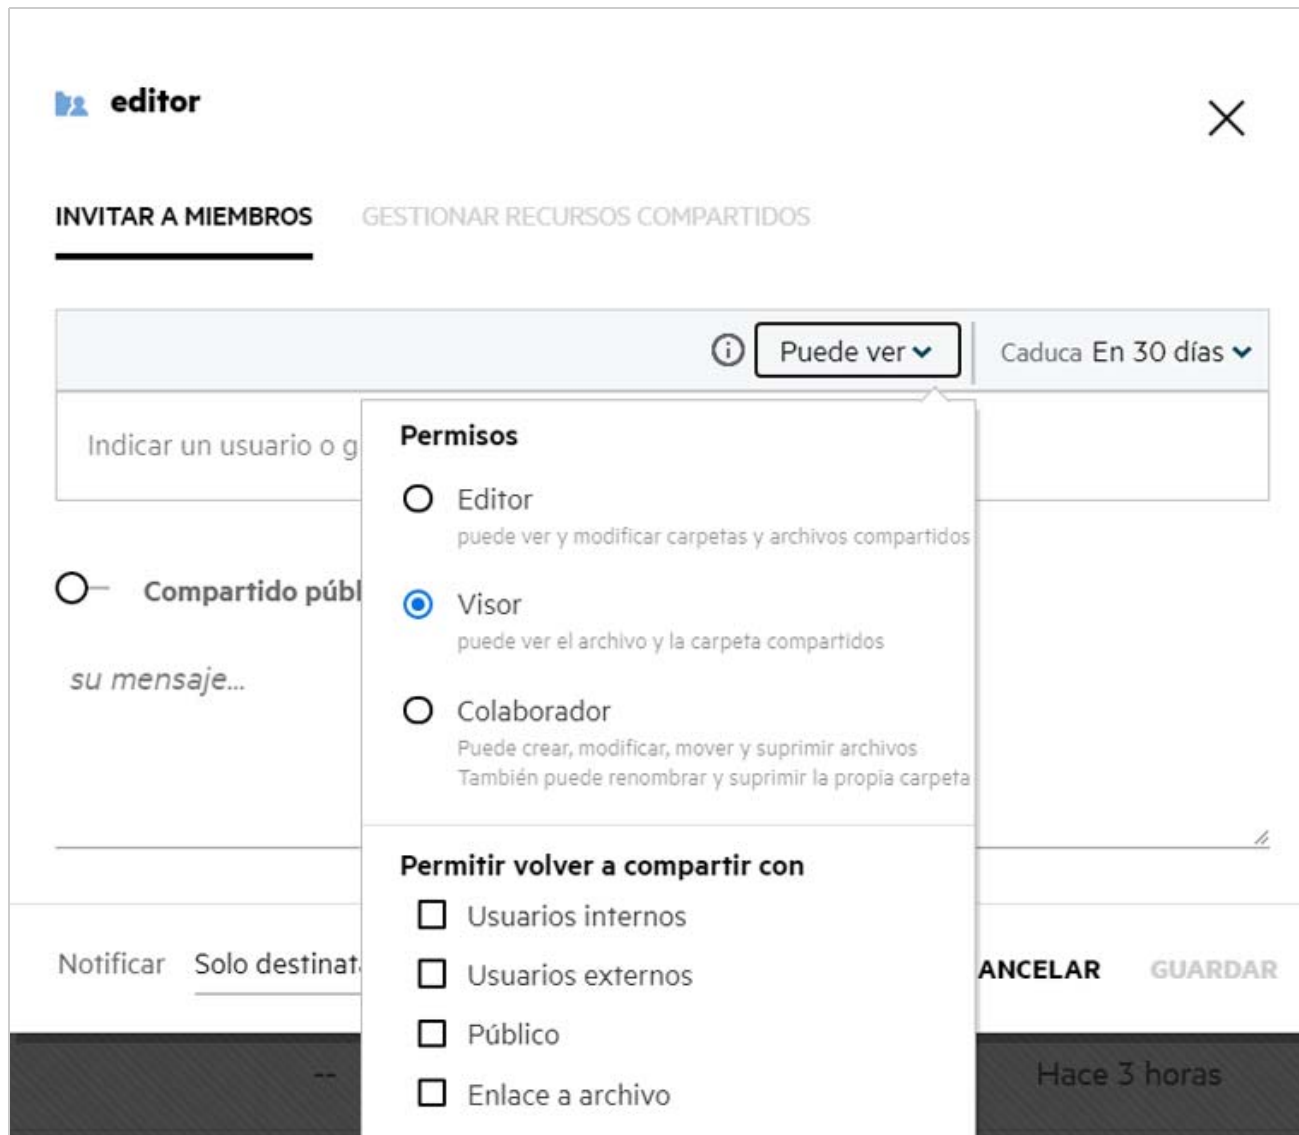 editor
INVITAR A MIEMBROS GESTIONAR RECURSOS COMPARTIDOS
Puede ver Caduca En 30 días
Indicar un usuario o g
Permisos
Editor
puede ver y modificar carpetas y archivos compartidos
Compartido públ
Visor
puede ver el archivo y la carpeta compartidos
su mensaje...
Colaborador
Puede crear, modificar, mover y suprimir archivos
También puede renombrar y suprimir la propia carpeta
Permitir volver a compartir con
Usuarios internos
Notificar Solo destinat
ANCELAR GUARDAR
Usuarios externos
Público
-- Hace 3 horas
Enlace a archivo